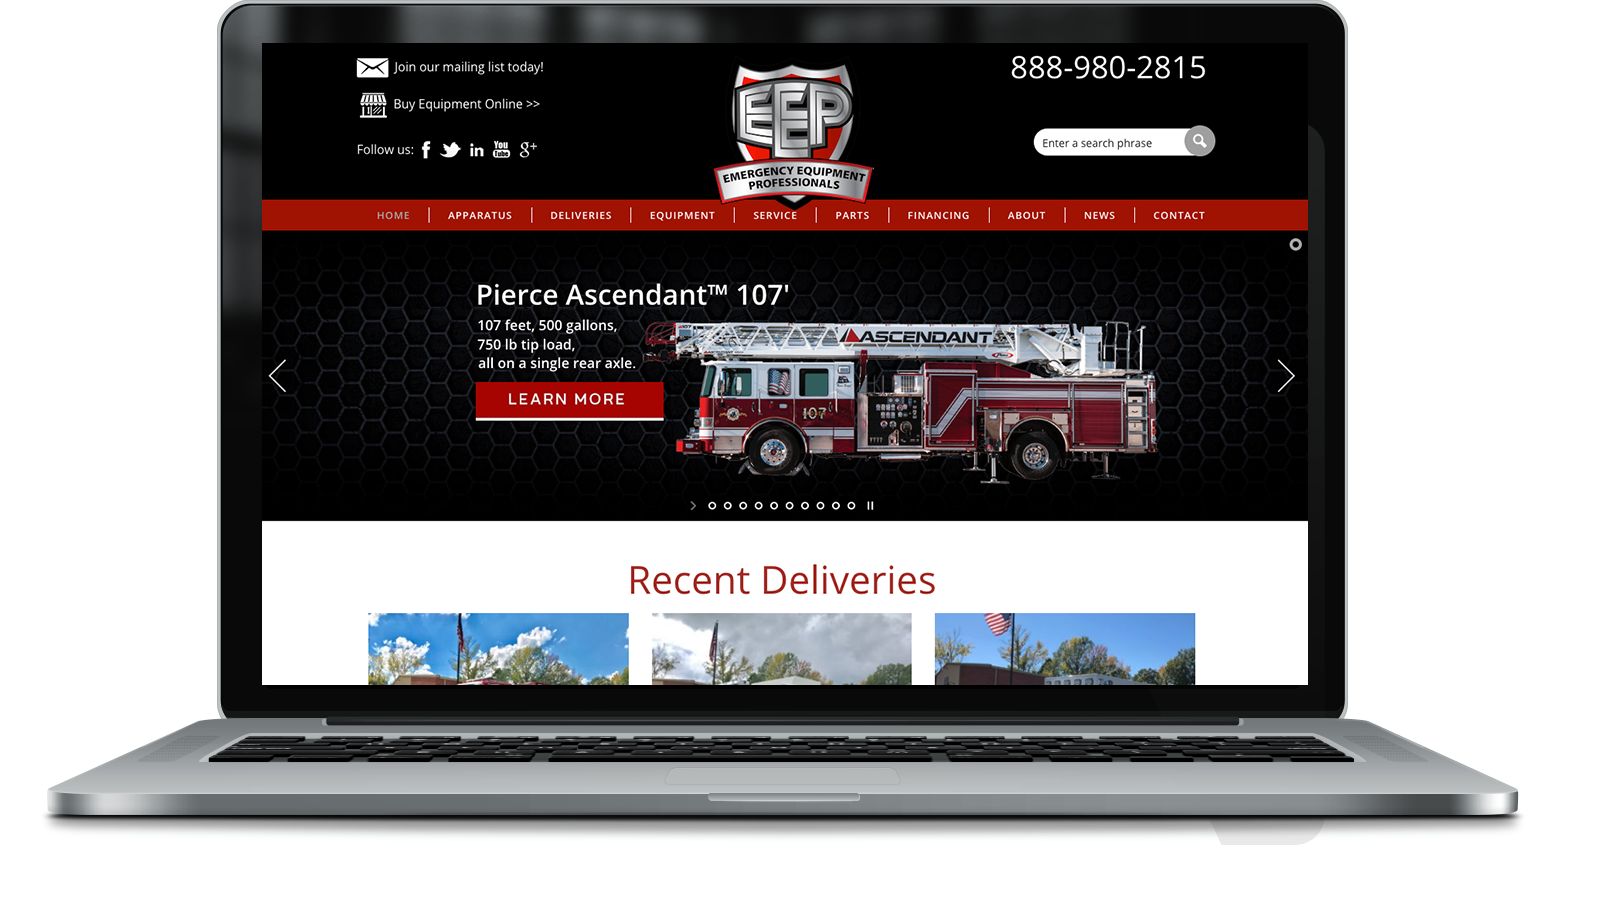 Join our mailing list today!
Buy Equipment Online >>
Follow us: f in You Tube g+
EEP
EMERGENCY EQUIPMENT
PROFESSIONALS
888-980-2815
Enter a search phrase
HOME APPARATUS DELIVERIES EQUIPMENT SERVICE PARTS FINANCING ABOUT NEWS CONTACT
Pierce Ascendant™ 107'
107 feet, 500 gallons,
750 lb tip load,
all on a single rear axle.
LEARN MORE
ASCENDANT
107
Recent Deliveries